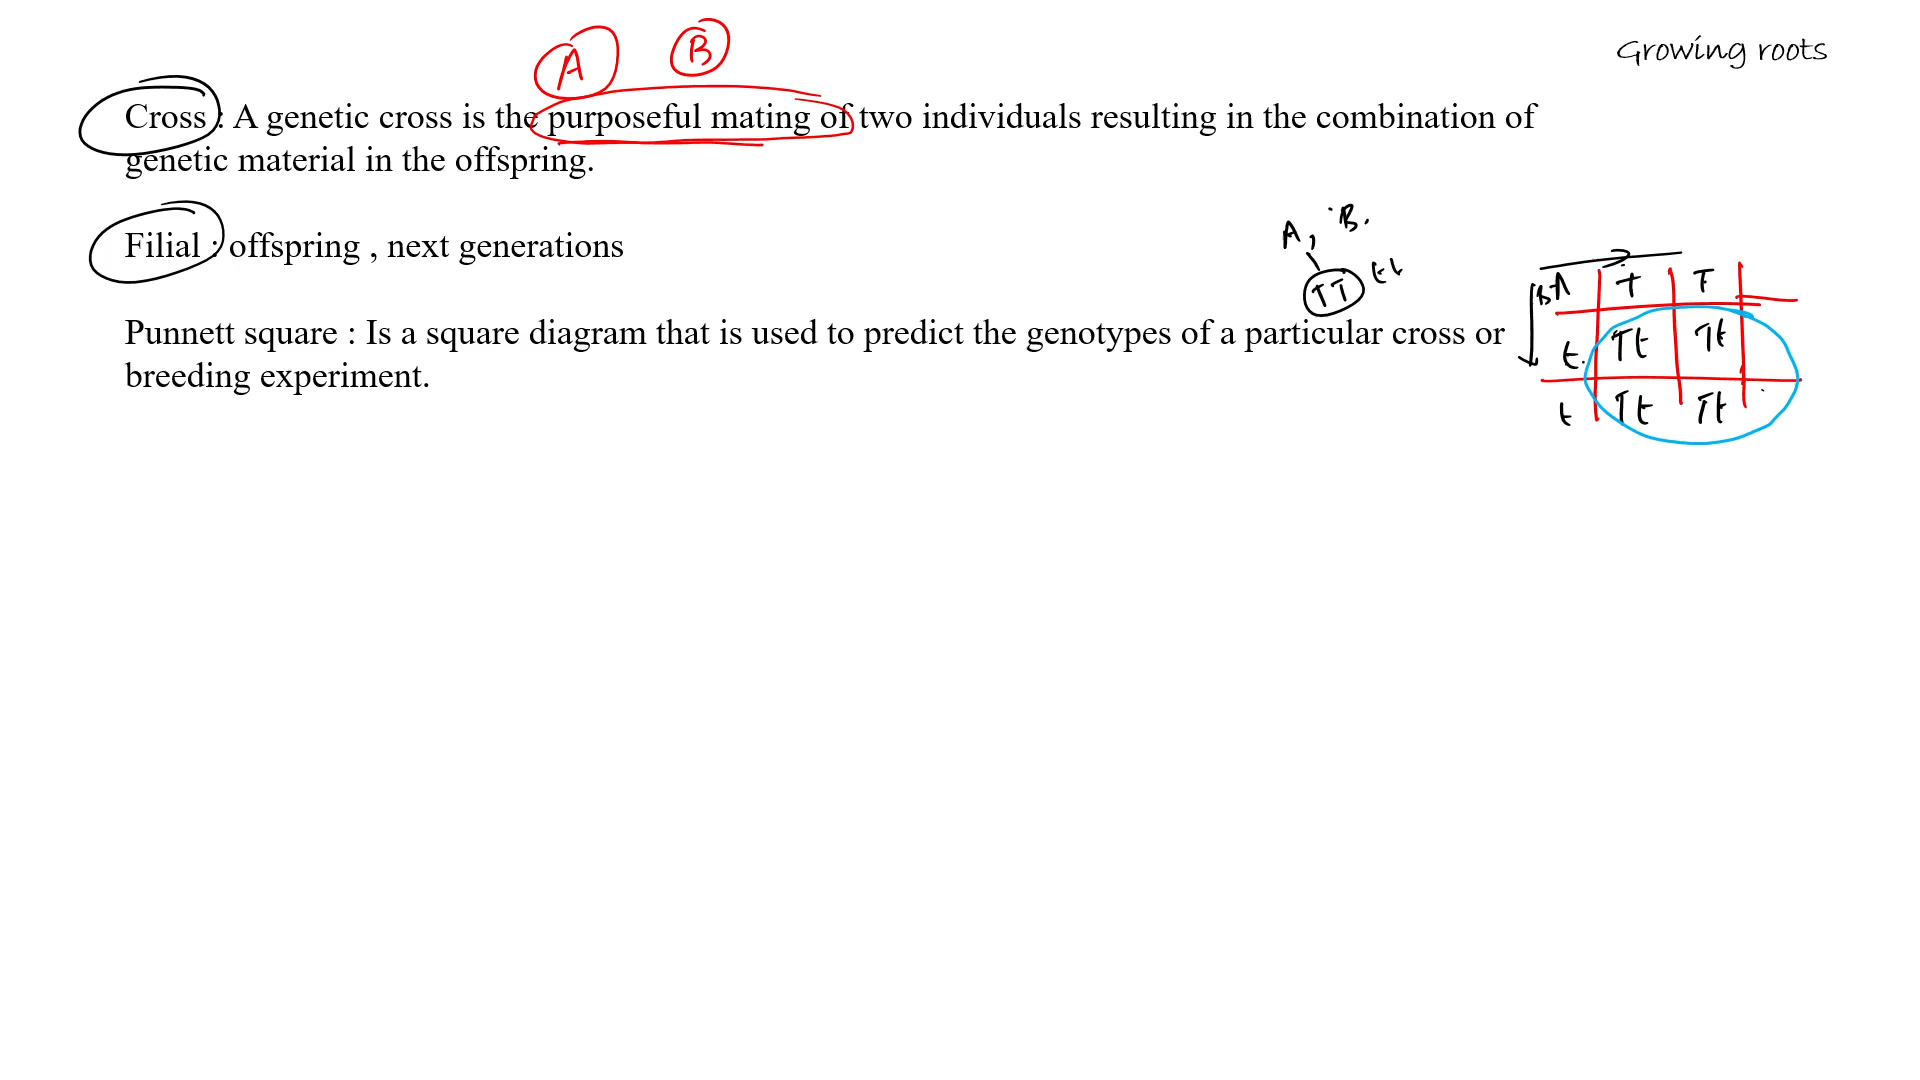 A B
Growing roots
Cross : A genetic cross is the purposeful mating of two individuals resulting in the combination of
genetic material in the offspring.
A, B.
Filial : offspring , next generations
TT tt
BA T T
Punnett square : Is a square diagram that is used to predict the genotypes of a particular cross or
t. Tt Tt
breeding experiment.
t Tt Tt